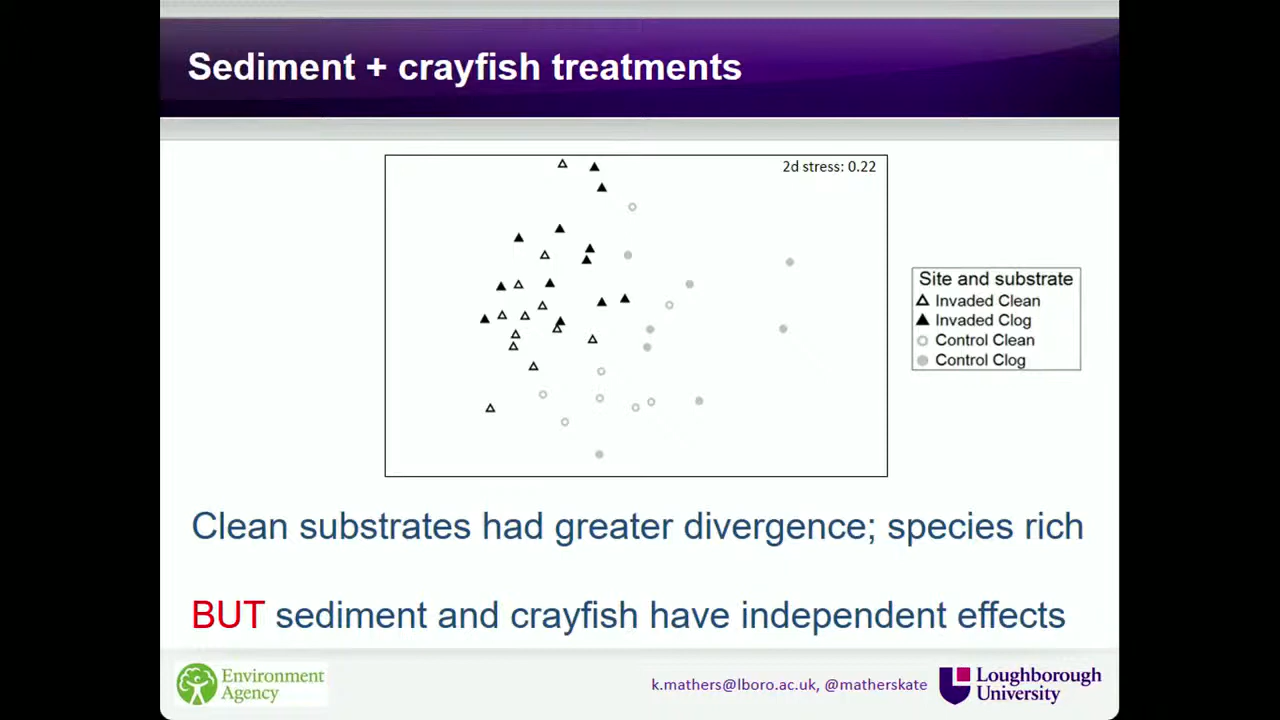 Sediment + crayfish treatments
2d stress: 0.22
Site and substrate
Invaded Clean
Invaded Clog
Control Clean
Control Clog
Clean substrates had greater divergence; species rich
BUT sediment and crayfish have independent effects
Environment
Agency
k.mathers@lboro.ac.uk, @matherskate
Loughborough
University